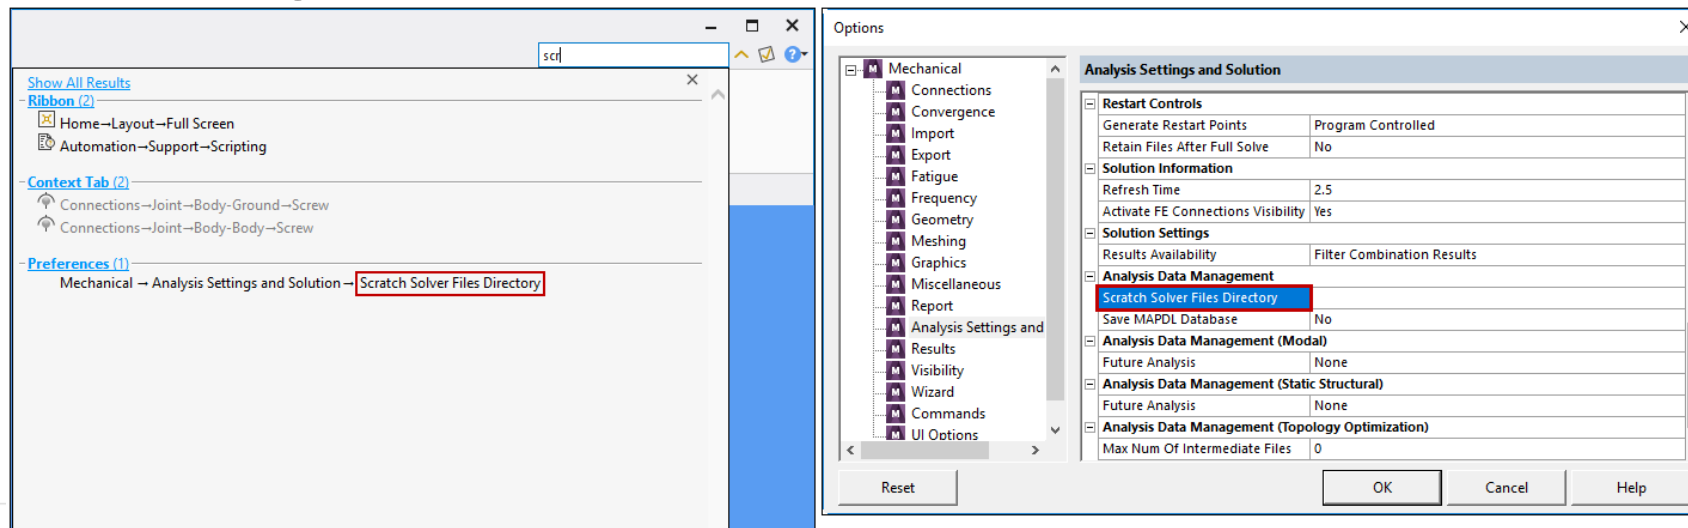 scr
Show All Results
Ribbon (2)
Home→Layout→Full Screen
Automation→Support→Scripting
Context Tab (2)
Connections→Joint→Body-Ground→Screw
Connections→Joint→Body-Body→Screw
Preferences (1)
Mechanical → Analysis Settings and Solution → Scratch Solver Files Directory
Options
Mechanical
Connections
Convergence
Import
Export
Fatigue
Frequency
Geometry
Meshing
Graphics
Miscellaneous
Report
Analysis Settings and
Results
Visibility
Wizard
Commands
UI Options
Analysis Settings and Solution
Restart Controls
Generate Restart Points Program Controlled
Retain Files After Full Solve No
Solution Information
Refresh Time 2.5
Activate FE Connections Visibility Yes
Solution Settings
Results Availability Filter Combination Results
Analysis Data Management
Scratch Solver Files Directory
Save MAPDL Database No
Analysis Data Management (Modal)
Future Analysis None
Analysis Data Management (Static Structural)
Future Analysis None
Analysis Data Management (Topology Optimization)
Max Num Of Intermediate Files 0
Reset
OK
Cancel
Help